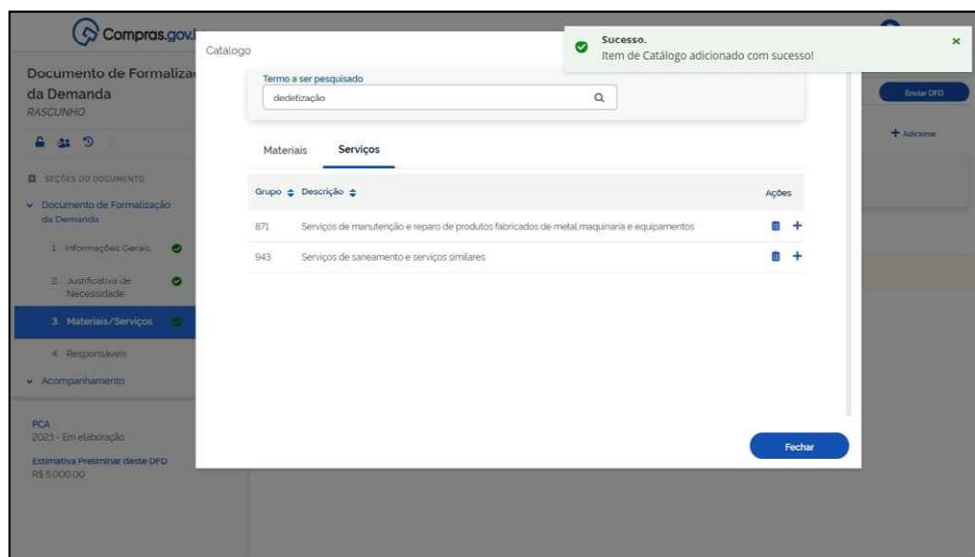 Compras.gov.
Catálogo
Sucesso.
Item de Catálogo adicionado com sucesso!
Documento de Formaliza
da Demanda
RASCUNHO
Termo a ser pesquisado
dedetização
Enviar DFD
Adicionar
Materiais Serviços
SEÇÕES DO DOCUMENTO
Documento de Formalização
da Demanda
1. Informações Gerais
2. Justificativa de
Necessidade
3. Materiais/Serviços
4. Responsáveis
Acompanhamento
PCA
2023 - Em elaboração
Estimativa Preliminar deste DFD
R$ 5.000,00
Grupo Descrição Ações
871 Serviços de manutenção e reparo de produtos fabricados de metal,maquinaria e equipamentos
943 Serviços de saneamento e serviços similares
Fechar